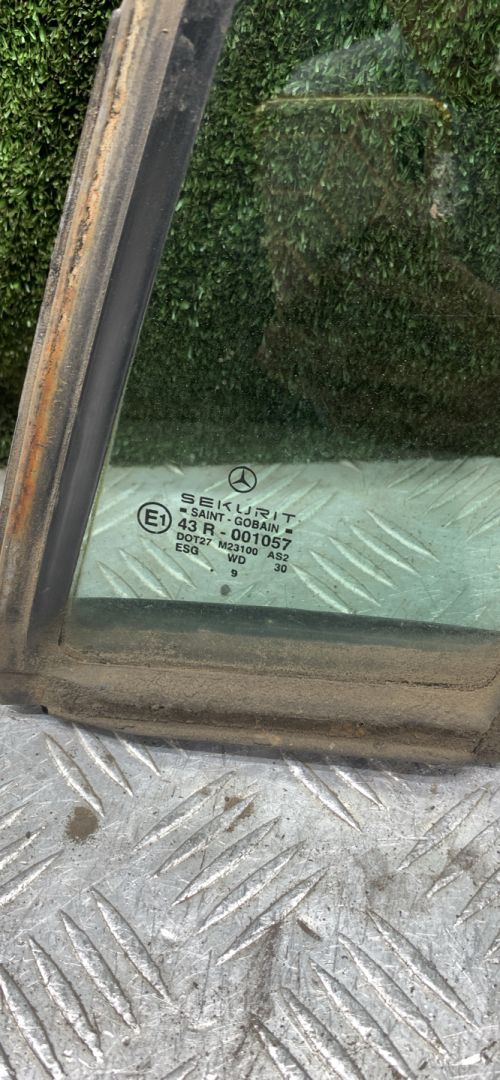 SEKURIT
SAINT - GOBAIN
E1 43 R - 001057
DOT27 M23100 AS2
ESG WD 30
9